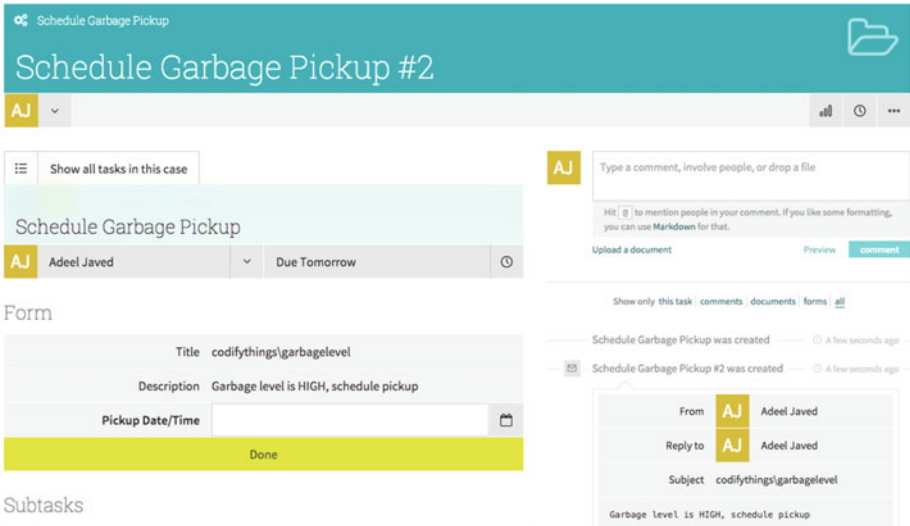 Schedule Garbage Pickup
Schedule Garbage Pickup #2
AJ
Show all tasks in this case
Schedule Garbage Pickup
AJ Adeel Javed Due Tomorrow
Form
Title codifythings\garbagelevel
Description Garbage level is HIGH, schedule pickup
Pickup Date/Time
Done
Subtasks
AJ Type a comment, involve people, or drop a file
Hit @ to mention people in your comment. If you like some formatting,
you can use Markdown for that.
Upload a document Preview comment
Show only this task | comments | documents | forms | all
Schedule Garbage Pickup was created A few seconds ago
Schedule Garbage Pickup #2 was created A few seconds ago
From AJ Adeel Javed
Reply to AJ Adeel Javed
Subject codifythings\garbagelevel
Garbage level is HIGH, schedule pickup